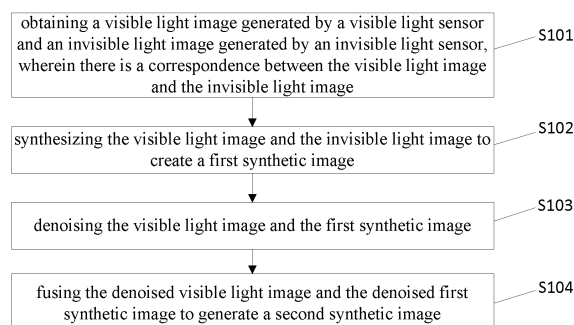 obtaining a visible light image generated by a visible light sensor
and an invisible light image generated by an invisible light sensor,
wherein there is a correspondence between the visible light image
and the invisible light image
S101
synthesizing the visible light image and the invisible light image to
create a first synthetic image
S102
denoising the visible light image and the first synthetic image
S103
fusing the denoised visible light image and the denoised first
synthetic image to generate a second synthetic image
S104